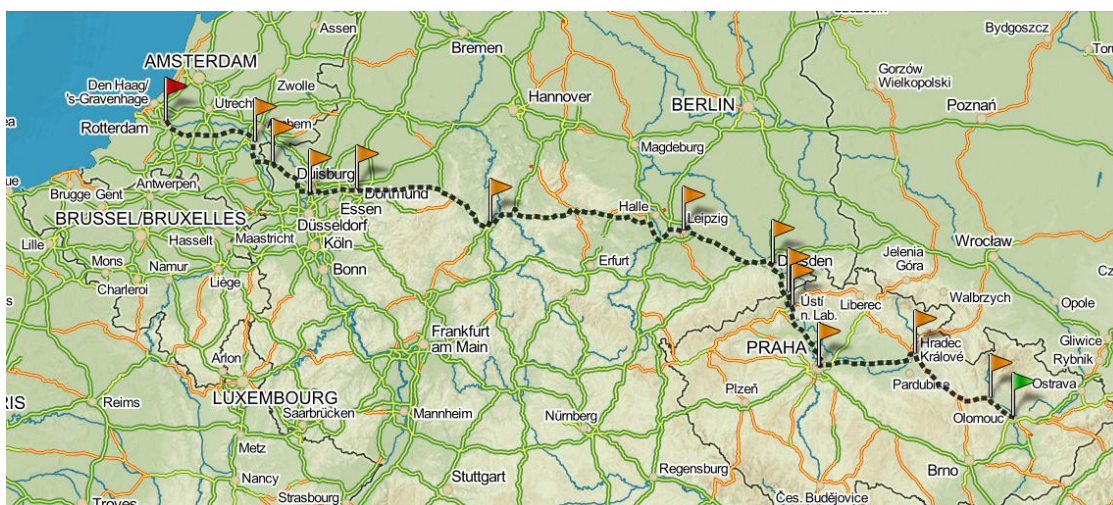 Assen
Bydgoszcz
Bremen
AMSTERDAM
Zwolle
Gorzów
Wielkopolski
Den Haag/
's-Gravenhage
Utrecht
Hannover
BERLIN
Poznań
Rotterdam
Magdeburg
Duisburg
Dortmund
Brugge
Gent
Antwerpen
Essen
Halle
Leipzig
BRUSSEL/BRUXELLES
Düsseldorf
Wrocław
Lille
Hasselt
Maastricht
Köln
Dresden
Jelenia
Góra
Mons
Namur
Liège
Bonn
Erfurt
Charleroi
Ústí
n. Lab.
Liberec
Wałbrzych
Opole
Frankfurt
am Main
PRAHA
Hradec
Králové
Gliwice
Rybnik
Arlon
Plzeň
Pardubice
Ostrava
LUXEMBOURG
Reims
Saarbrücken
Mannheim
Nürnberg
Olomouc
Metz
Brno
Nancy
Stuttgart
Regensburg
Strasbourg
Čes. Budějovice
Troyes